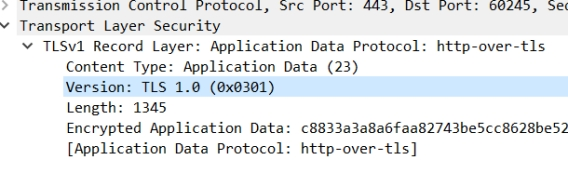 Transmission Control Protocol, Src Port: 443, Dst Port: 60245, Seq
Transport Layer Security
TLSv1 Record Layer: Application Data Protocol: http-over-tls
Content Type: Application Data (23)
Version: TLS 1.0 (0x0301)
Length: 1345
Encrypted Application Data: c8833a3a8a6faa82743be5cc8628be52
[Application Data Protocol: http-over-tls]